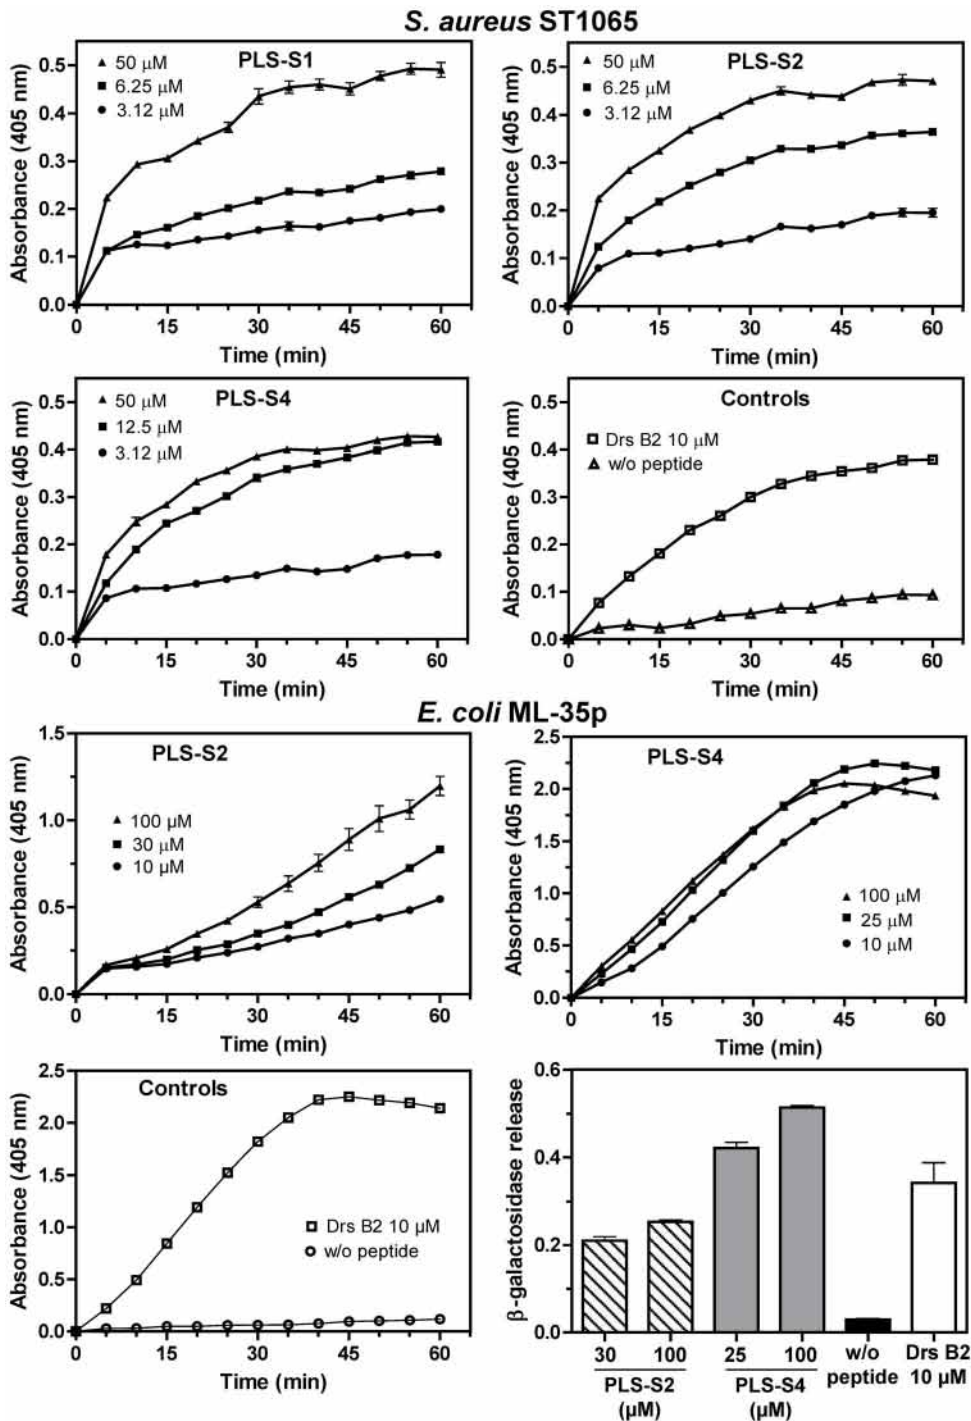 S. aureus ST1065
PLS-S1
50 μM
6.25 μM
3.12 μM
Absorbance (405 nm)
0.5
0.4
0.3
0.2
0.1
0.0
0 15 30 45 60
Time (min)
PLS-S2
50 μM
6.25 μM
3.12 μM
Absorbance (405 nm)
0.5
0.4
0.3
0.2
0.1
0.0
0 15 30 45 60
Time (min)
PLS-S4
50 μM
12.5 μM
3.12 μM
Absorbance (405 nm)
0.5
0.4
0.3
0.2
0.1
0.0
0 15 30 45 60
Time (min)
Controls
Drs B2 10 μM
w/o peptide
Absorbance (405 nm)
0.5
0.4
0.3
0.2
0.1
0.0
0 15 30 45 60
Time (min)
E. coli ML-35p
PLS-S2
100 μM
30 μM
10 μM
Absorbance (405 nm)
1.5
1.0
0.5
0.0
0 15 30 45 60
Time (min)
PLS-S4
100 μM
25 μM
10 μM
Absorbance (405 nm)
2.5
2.0
1.5
1.0
0.5
0.0
0 15 30 45 60
Time (min)
Controls
Drs B2 10 μM
w/o peptide
Absorbance (405 nm)
2.5
2.0
1.5
1.0
0.5
0.0
0 15 30 45 60
Time (min)
β-galactosidase release
0.6
0.4
0.2
0.0
30 100 25 100 w/o Drs B2
PLS-S2 PLS-S4 peptide 10 μM
(μM) (μM)